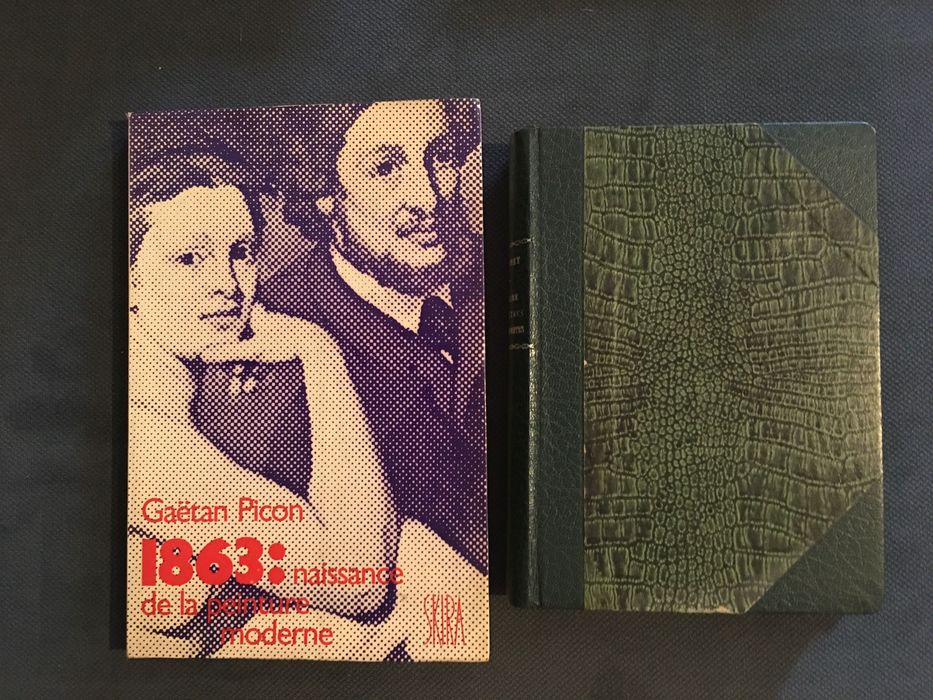 Gaëtan Picon
1863: naissance
de la peinture
moderne
SKIRA